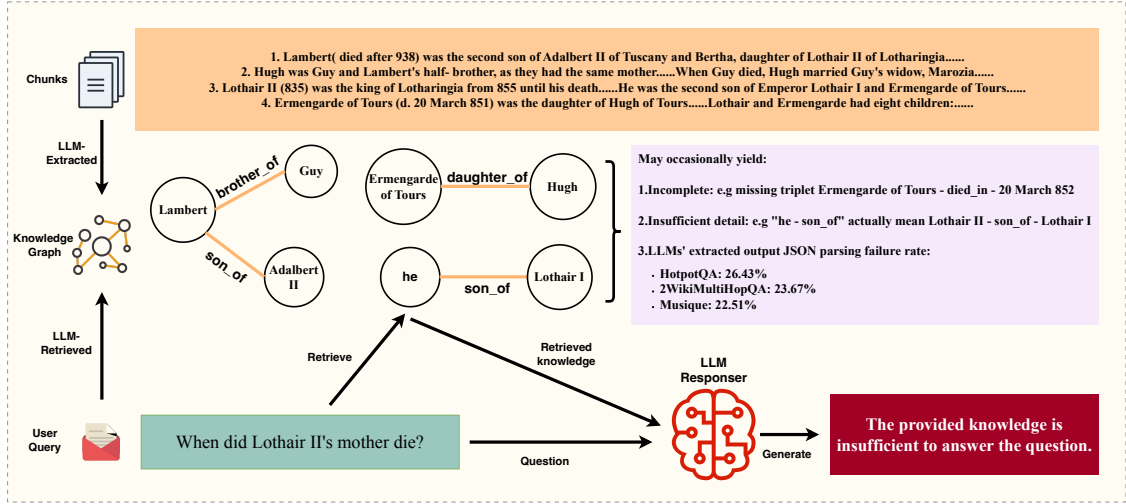 Chunks
1. Lambert( died after 938) was the second son of Adalbert II of Tuscany and Bertha, daughter of Lothair II of Lotharingia......
2. Hugh was Guy and Lambert's half- brother, as they had the same mother......When Guy died, Hugh married Guy's widow, Marozia......
3. Lothair II (835) was the king of Lotharingia from 855 until his death......He was the second son of Emperor Lothair I and Ermengarde of Tours......
4. Ermengarde of Tours (d. 20 March 851) was the daughter of Hugh of Tours......Lothair and Ermengarde had eight children:......
LLM-
Extracted
Knowledge
Graph
LLM-
Retrieved
User
Query
Lambert
brother_of
Guy
son_of
Adalbert
II
Ermengarde
of Tours
daughter_of
Hugh
he
son_of
Lothair I
May occasionally yield:
1.Incomplete: e.g missing triplet Ermengarde of Tours - died_in - 20 March 852
2.Insufficient detail: e.g "he - son_of" actually mean Lothair II - son_of - Lothair I
3.LLMs' extracted output JSON parsing failure rate:
· HotpotQA: 26.43%
· 2WikiMultiHopQA: 23.67%
· Musique: 22.51%
Retrieve
Retrieved
knowledge
LLM
Responser
When did Lothair II's mother die?
Question
Generate
The provided knowledge is
insufficient to answer the question.